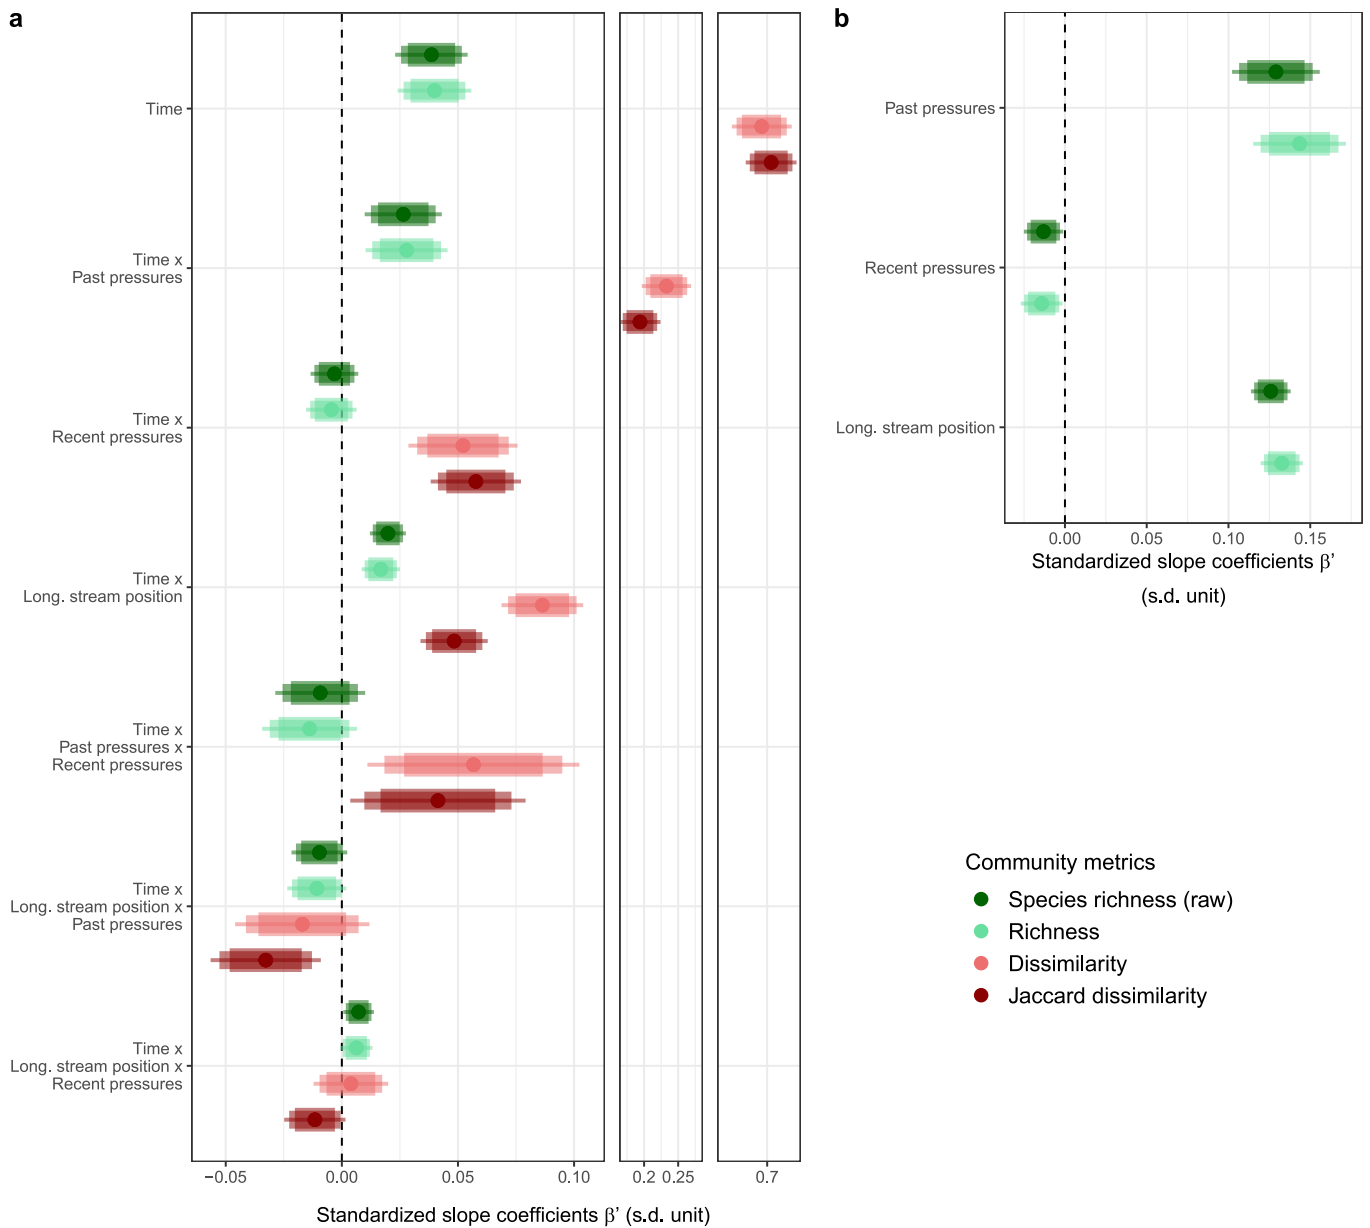 a
Time
Time x
Past pressures
Time x
Recent pressures
Time x
Long. stream position
Time x
Past pressures x
Recent pressures
Time x
Long. stream position x
Past pressures
Time x
Long. stream position x
Recent pressures
−0.05 0.00 0.05 0.10 0.2 0.25 0.7
Standardized slope coefficients β’ (s.d. unit)
b
Past pressures
Recent pressures
Long. stream position
0.00 0.05 0.10 0.15
Standardized slope coefficients β’
(s.d. unit)
Community metrics
Species richness (raw)
Richness
Dissimilarity
Jaccard dissimilarity